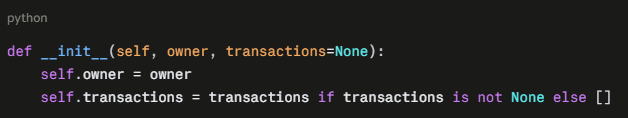 python
def __init__(self, owner, transactions=None):
    self.owner = owner
    self.transactions = transactions if transactions is not None else []